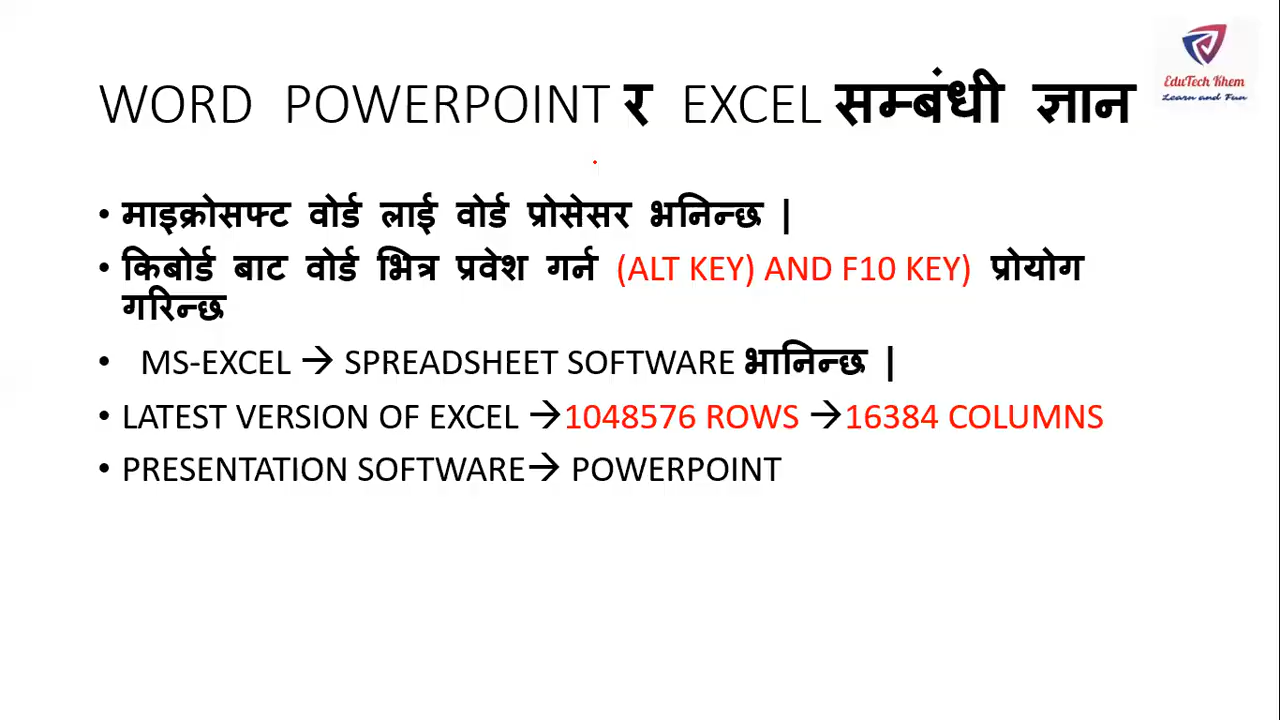 EduTech Khem
Learn and Fun
WORD POWERPOINT र EXCEL सम्बंधी ज्ञान
• माइक्रोसफ्ट वोर्ड लाई वोर्ड प्रोसेसर भनिन्छ |
• किबोर्ड बाट वोर्ड भित्र प्रवेश गर्न (ALT KEY) AND F10 KEY) प्रोयोग
गरिन्छ
• MS-EXCEL → SPREADSHEET SOFTWARE भानिन्छ |
• LATEST VERSION OF EXCEL →1048576 ROWS →16384 COLUMNS
• PRESENTATION SOFTWARE→ POWERPOINT